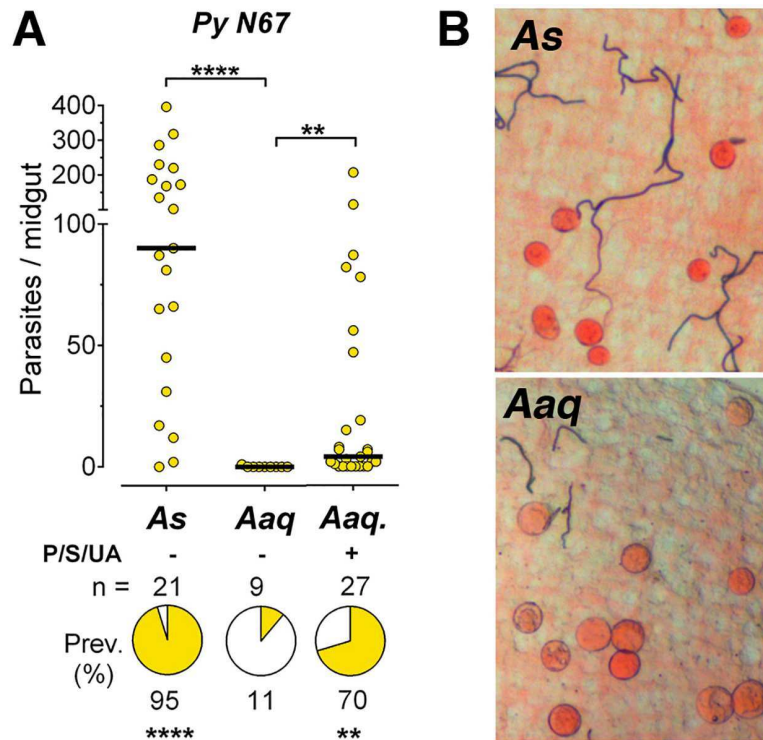 A
Py N67
B
****
**
Parasites / midgut
400
300
200
100
50
0
As Aaq Aaq.
P/S/UA - - +
n = 21 9 27
Prev.
(%)
95 11 70
**** **
As
Aaq